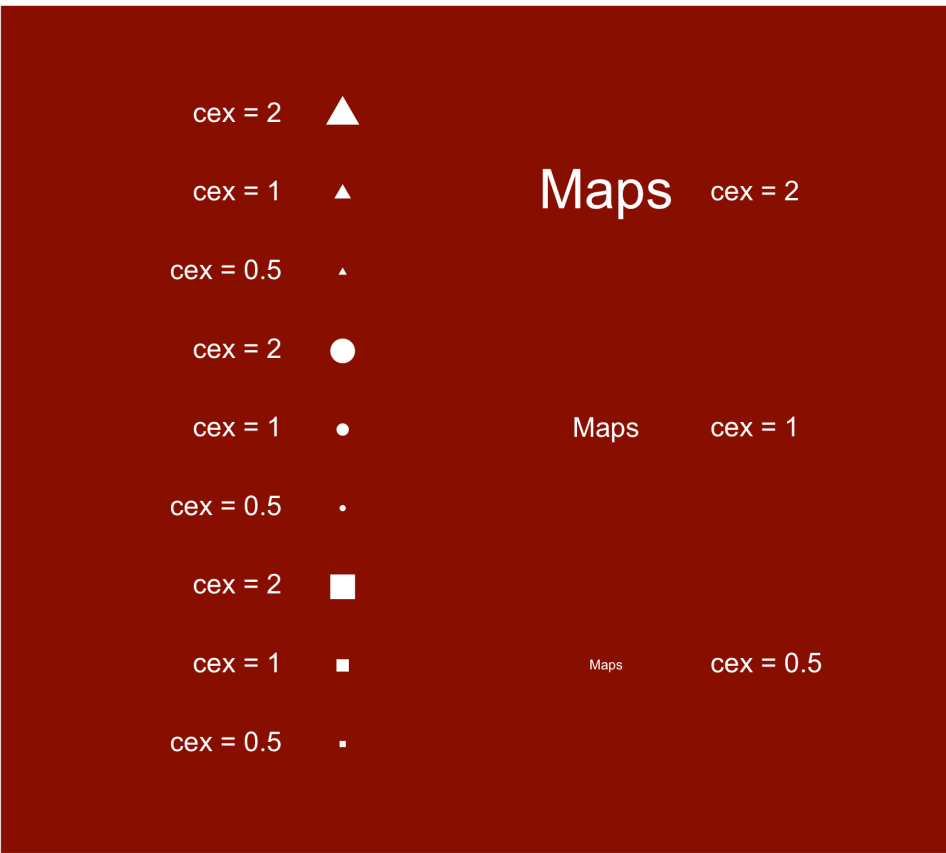 cex = 2
cex = 1
Maps
cex = 2
cex = 0.5
cex = 2
cex = 1
Maps
cex = 1
cex = 0.5
cex = 2
cex = 1
Maps
cex = 0.5
cex = 0.5